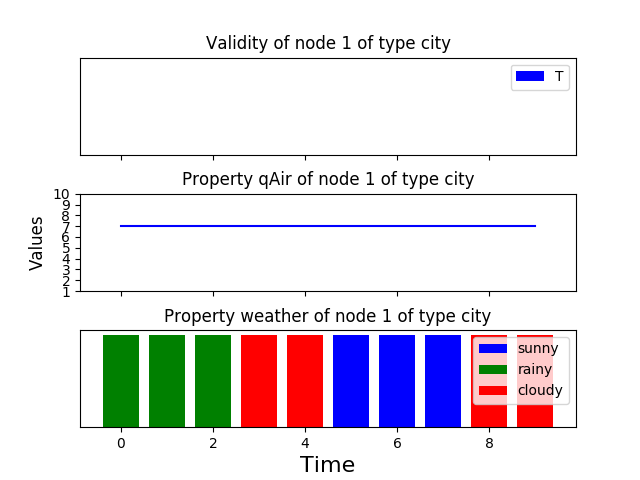 Validity of node 1 of type city
T
Property qAir of node 1 of type city
10
9
8
7
6
5
4
3
2
1
Values
Property weather of node 1 of type city
sunny
rainy
cloudy
0 2 4 6 8
Time